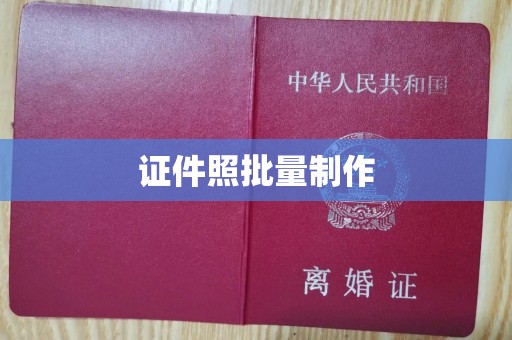 中华人民共和国
证件照批量制作
离婚证